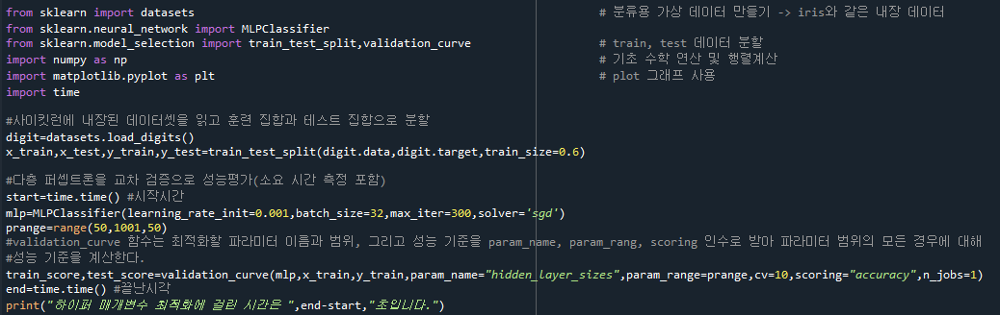 from sklearn import datasets # 분류용 가상 데이터 만들기 -> iris와 같은 내장 데이터
from sklearn.neural_network import MLPClassifier
from sklearn.model_selection import train_test_split,validation_curve # train, test 데이터 분할
import numpy as np # 기초 수학 연산 및 행렬계산
import matplotlib.pyplot as plt # plot 그래프 사용
import time
#사이킷런에 내장된 데이터셋을 읽고 훈련 집합과 테스트 집합으로 분할
digit=datasets.load_digits()
x_train,x_test,y_train,y_test=train_test_split(digit.data,digit.target,train_size=0.6)
#다층 퍼셉트론을 교차 검증으로 성능평가(소요 시간 측정 포함)
start=time.time() #시작시간
mlp=MLPClassifier(learning_rate_init=0.001,batch_size=32,max_iter=300,solver='sgd')
prange=range(50,1001,50)
#validation_curve 함수는 최적화할 파라미터 이름과 범위, 그리고 성능 기준을 param_name, param_rang, scoring 인수로 받아 파라미터 범위의 모든 경우에 대해
#성능 기준을 계산한다.
train_score,test_score=validation_curve(mlp,x_train,y_train,param_name="hidden_layer_sizes",param_range=prange,cv=10,scoring="accuracy",n_jobs=1)
end=time.time() #끝난시각
print("하이퍼 매개변수 최적화에 걸린 시간은 ",end-start,"초입니다.")